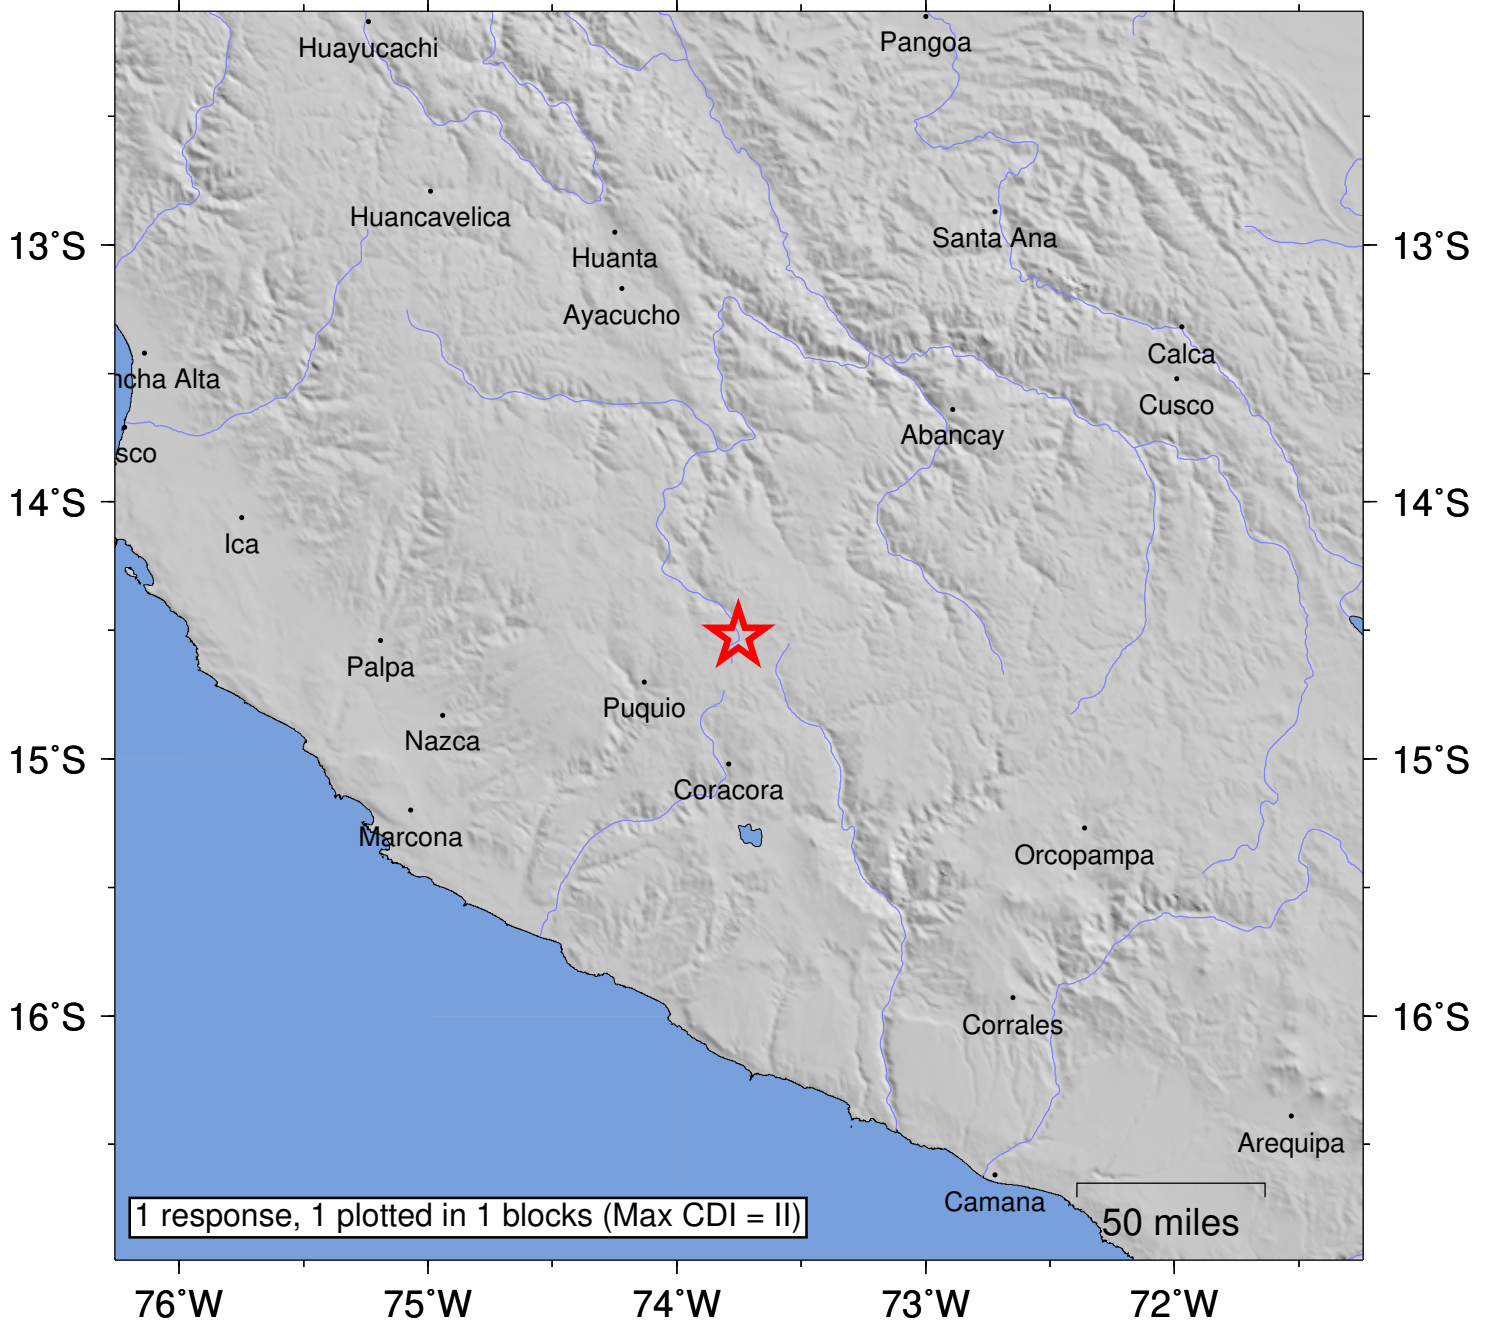 Huayucachi
Pangoa
Huancavelica
Santa Ana
13°S
13°S
Huanta
Ayacucho
Calca
ncha Alta
Cusco
Abancay
sco
14°S
14°S
Ica
Palpa
Puquio
Nazca
15°S
15°S
Coracora
Marcona
Orcopampa
16°S
16°S
Corrales
Arequipa
Camana
1 response, 1 plotted in 1 blocks (Max CDI = II)
50 miles
76°W
75°W
74°W
73°W
72°W